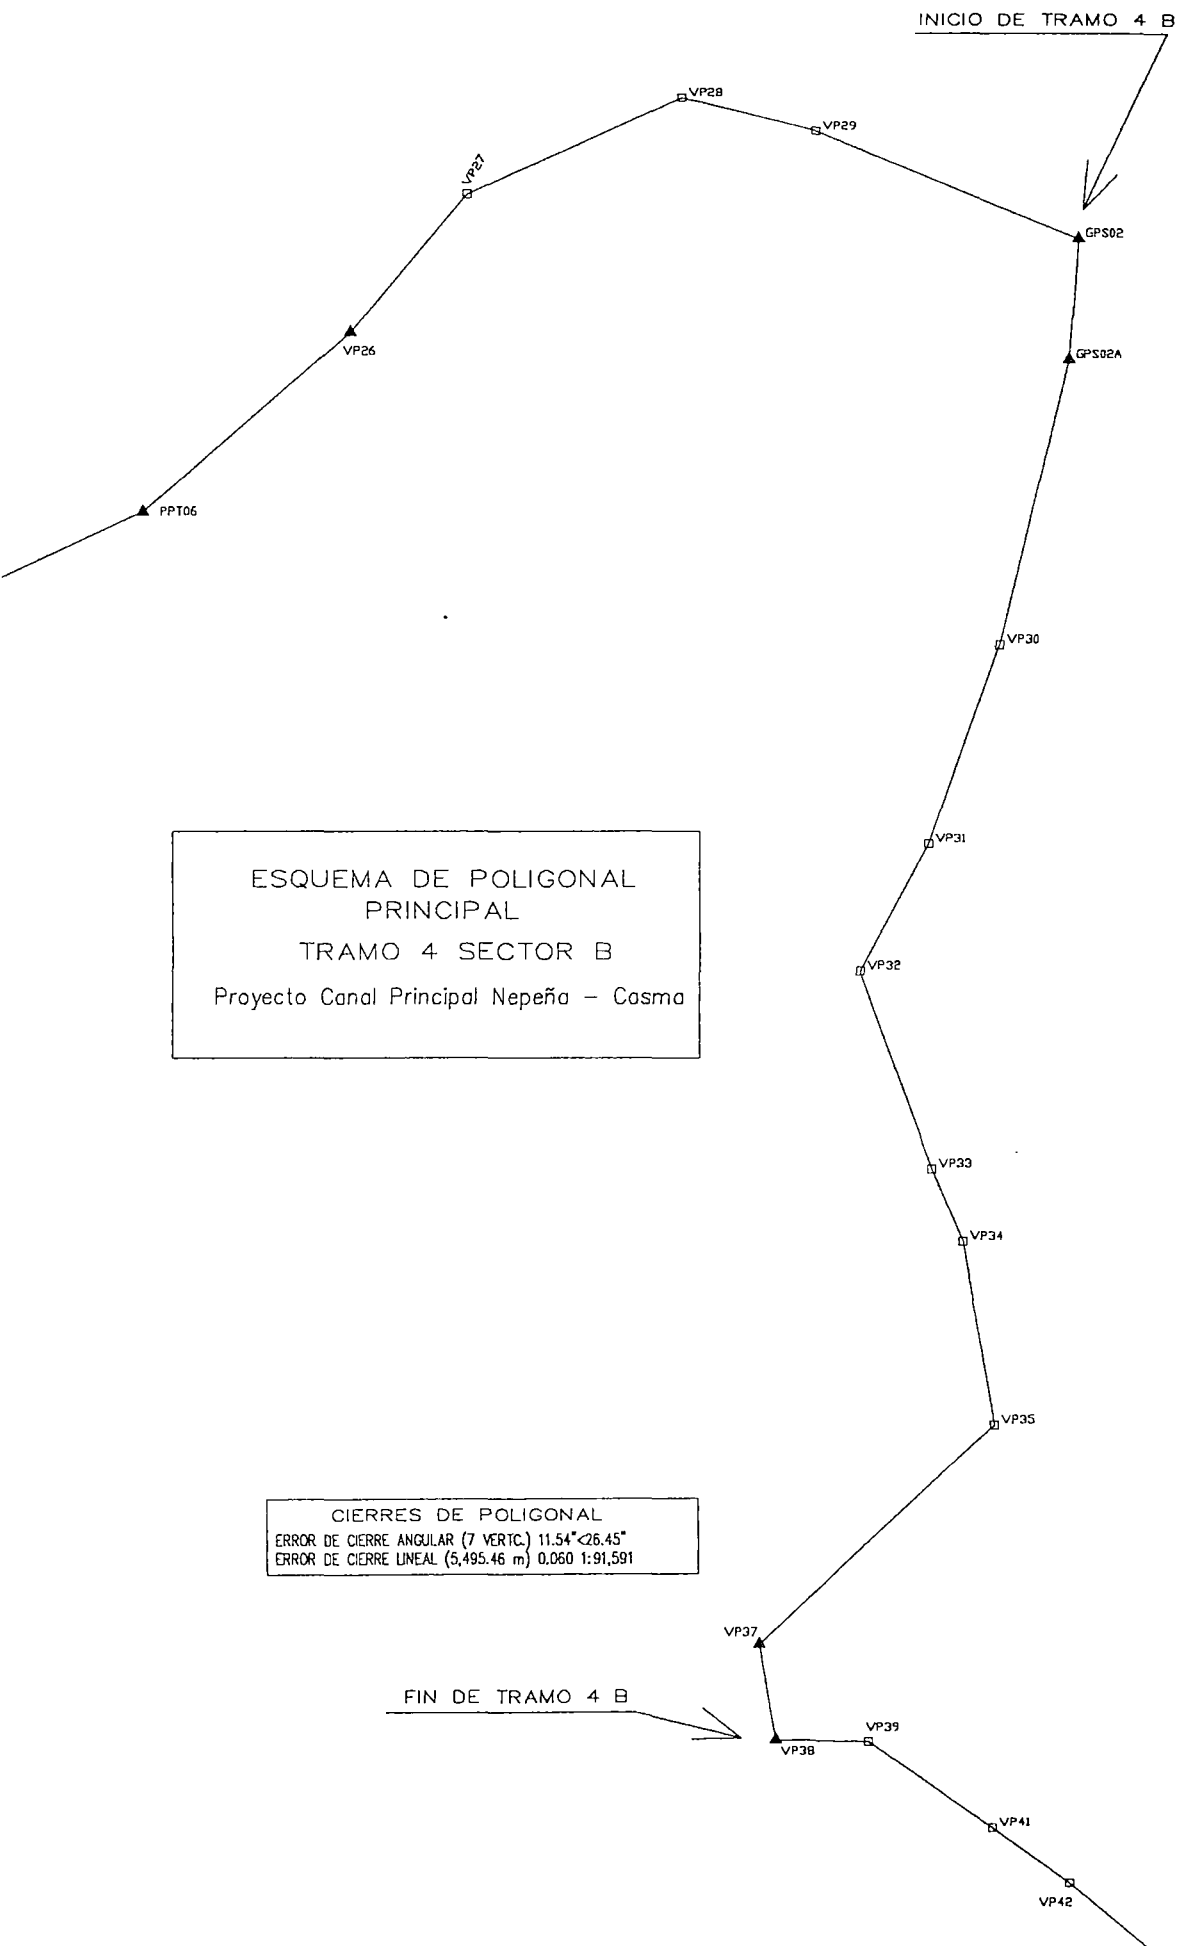 INICIO DE TRAMO 4 B
VP28
VP29
VP27
GPS02
VP26
GPS02A
PPT06
VP30
VP31
ESQUEMA DE POLIGONAL
PRINCIPAL
TRAMO 4 SECTOR B
Proyecto Canal Principal Nepeña - Casma
VP32
VP33
VP34
VP35
CIERRES DE POLIGONAL
ERROR DE CIERRE ANGULAR (7 VERTC.) 11.54"<26.45"
ERROR DE CIERRE LINEAL (5,495.46 m) 0.060 1:91,591
VP37
FIN DE TRAMO 4 B
VP39
VP38
VP41
VP42